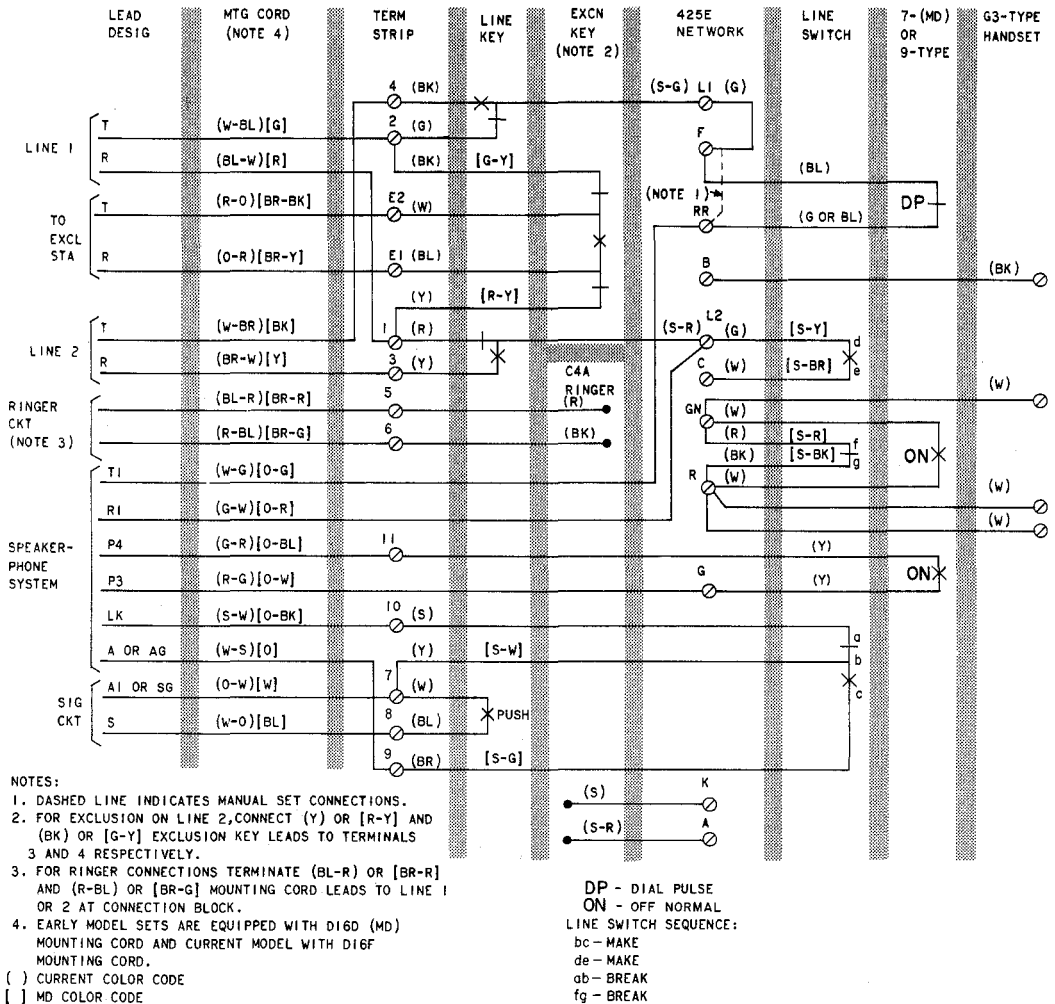 LEAD DESIG
MTG CORD (NOTE 4)
TERM STRIP
LINE KEY
EXCN KEY (NOTE 2)
425E NETWORK
LINE SWITCH
7-(MD) OR 9-TYPE
G3-TYPE HANDSET
4 (BK)
(S-G) L1 (G)
LINE 1
T (W-BL)[G] 2 (G)
F
R (BL-W)[R] (BK) [G-Y]
(BL)
(NOTE 1)
DP
TO EXCL STA
T (R-O)[BR-BK] E2 (W)
RR (G OR BL)
R (O-R)[BR-Y] E1 (BL)
B (BK)
(Y) [R-Y]
LINE 2
T (W-BR)[BK] 1 (R)
(S-R) L2 (G) [S-Y] d
R (BR-W)[Y] 3 (Y)
C (W) [S-BR] e
C4A RINGER
(W)
RINGER CKT (NOTE 3)
(BL-R)[BR-R] 5 (R)
GN (W)
(R-BL)[BR-G] 6 (BK)
(R) [S-R] f
(BK) [S-BK] g
ON
SPEAKER-PHONE SYSTEM
T1 (W-G)[O-G]
R (W)
(W)
R1 (G-W)[O-R]
(W)
P4 (G-R)[O-BL] 11 (Y)
P3 (R-G)[O-W] G (Y) ON
LK (S-W)[O-BK] 10 (S)
a
A OR AG (W-S)[O] (Y) [S-W] b
SIG CKT
A1 OR SG (O-W)[W] 7 (W)
c
S (W-O)[BL] 8 (BL) PUSH
9 (BR) [S-G]
(S) K
(S-R) A
NOTES:
1. DASHED LINE INDICATES MANUAL SET CONNECTIONS.
2. FOR EXCLUSION ON LINE 2,CONNECT (Y) OR [R-Y] AND
(BK) OR [G-Y] EXCLUSION KEY LEADS TO TERMINALS
3 AND 4 RESPECTIVELY.
3. FOR RINGER CONNECTIONS TERMINATE (BL-R) OR [BR-R]
AND (R-BL) OR [BR-G] MOUNTING CORD LEADS TO LINE 1
OR 2 AT CONNECTION BLOCK.
4. EARLY MODEL SETS ARE EQUIPPED WITH D16D (MD)
MOUNTING CORD AND CURRENT MODEL WITH D16F
MOUNTING CORD.
( ) CURRENT COLOR CODE
[ ] MD COLOR CODE
DP - DIAL PULSE
ON - OFF NORMAL
LINE SWITCH SEQUENCE:
bc - MAKE
de - MAKE
ab - BREAK
fg - BREAK